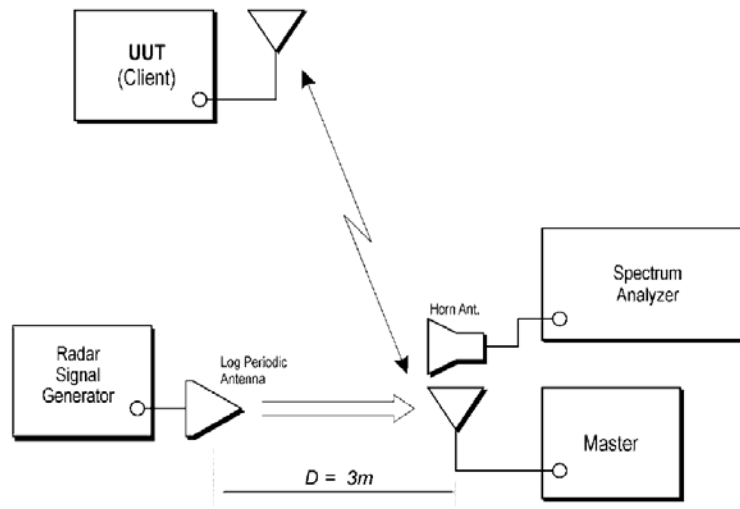 UUT
(Client)
Spectrum
Analyzer
Horn Ant.
Radar
Signal
Generator
Log Periodic
Antenna
Master
D = 3m